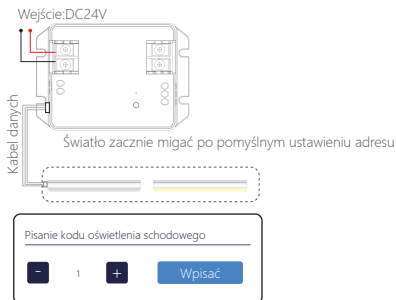 Wejście:DC24V
Kabel danych
Światło zacznie migać po pomyślnym ustawieniu adresu
Pisanie kodu oświetlenia schodowego
- 1 + Wpisać